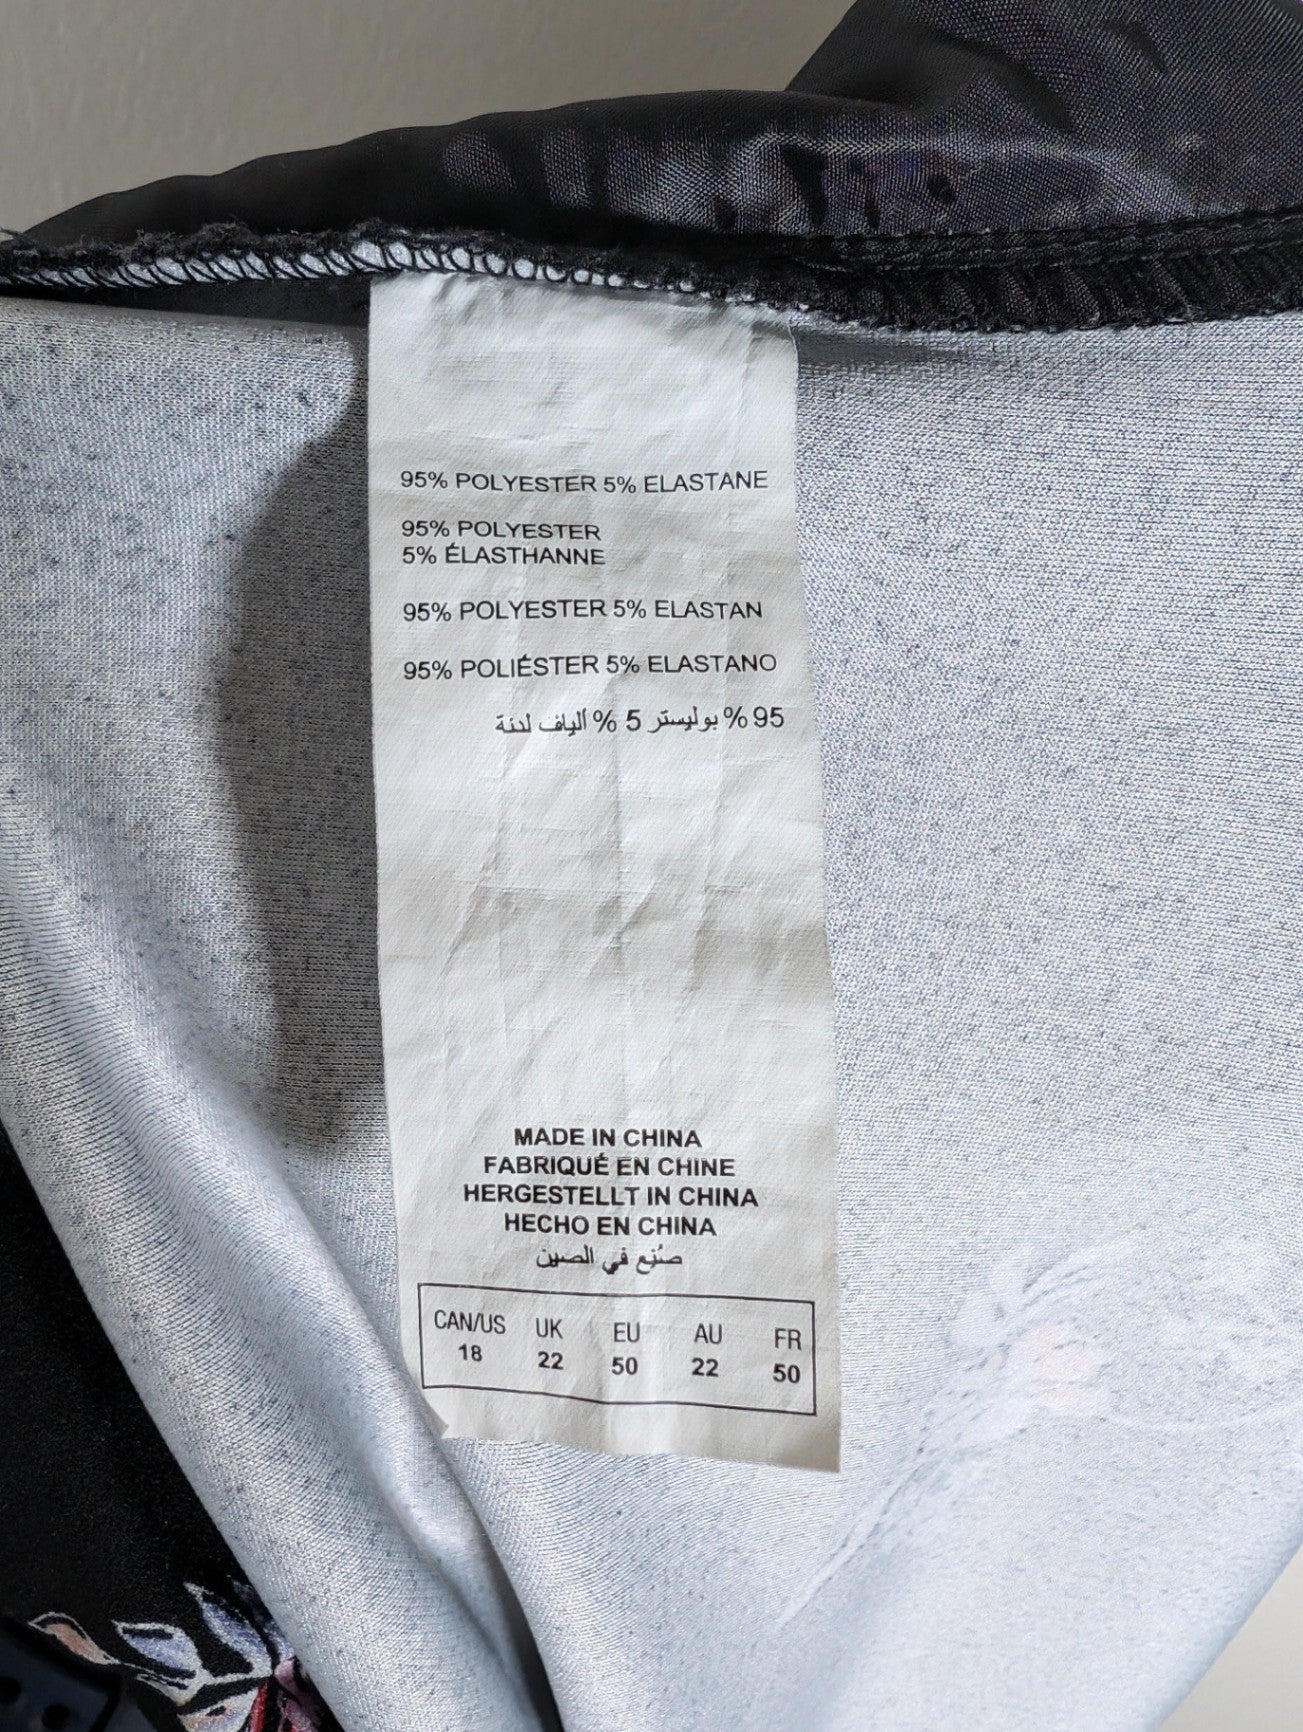 95% POLYESTER 5% ELASTANE
95% POLYESTER
5% ÉLASTHANNE
95% POLYESTER 5% ELASTAN
95% POLIÉSTER 5% ELASTANO
95 % بوليستر 5 % ألياف لدنة
MADE IN CHINA
FABRIQUÉ EN CHINE
HERGESTELLT IN CHINA
HECHO EN CHINA
صُنع في الصين
CAN/US UK EU AU FR
18 22 50 22 50